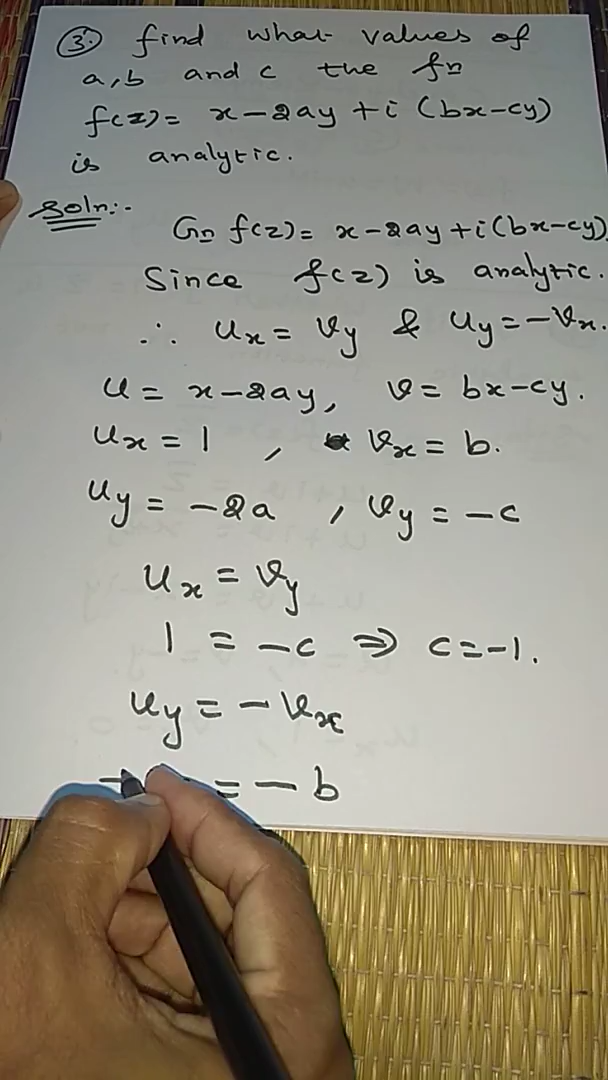 ③. find what values of
a,b and c the fn
f(z)= x-2ay+i(bx-cy)
is analytic.
Soln:-
Gn f(z)= x-2ay+i(bx-cy)
Since f(z) is analytic.
∴ ux = vy & uy=-vx.
u= x-2ay, v= bx-cy.
ux=1, vx=b.
uy=-2a, vy=-c
ux=vy
1=-c ⇒ c=-1.
uy=-vx
= -b